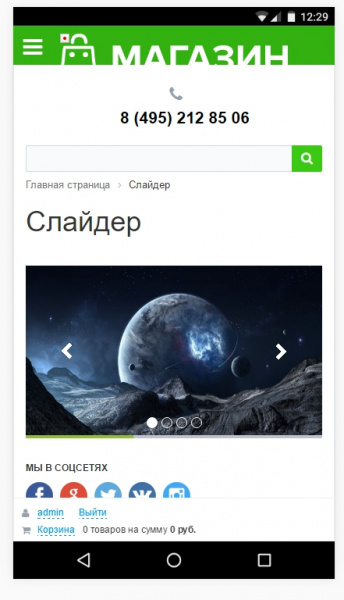 12:29
МАГАЗИН
8 (495) 212 85 06
Главная страница > Слайдер
Слайдер
МЫ В СОЦСЕТЯХ
admin Выйти
Корзина 0 товаров на сумму 0 руб.